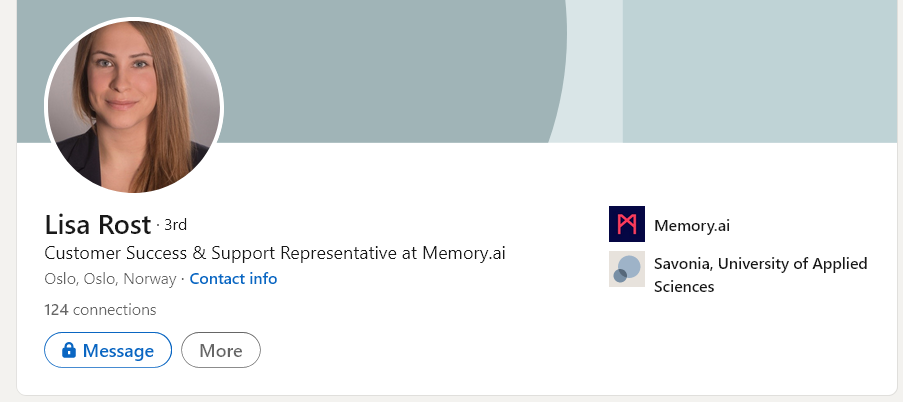 Lisa Rost · 3rd
Customer Success & Support Representative at Memory.ai
Oslo, Oslo, Norway · Contact info
124 connections
Message
More
Memory.ai
Savonia, University of Applied
Sciences